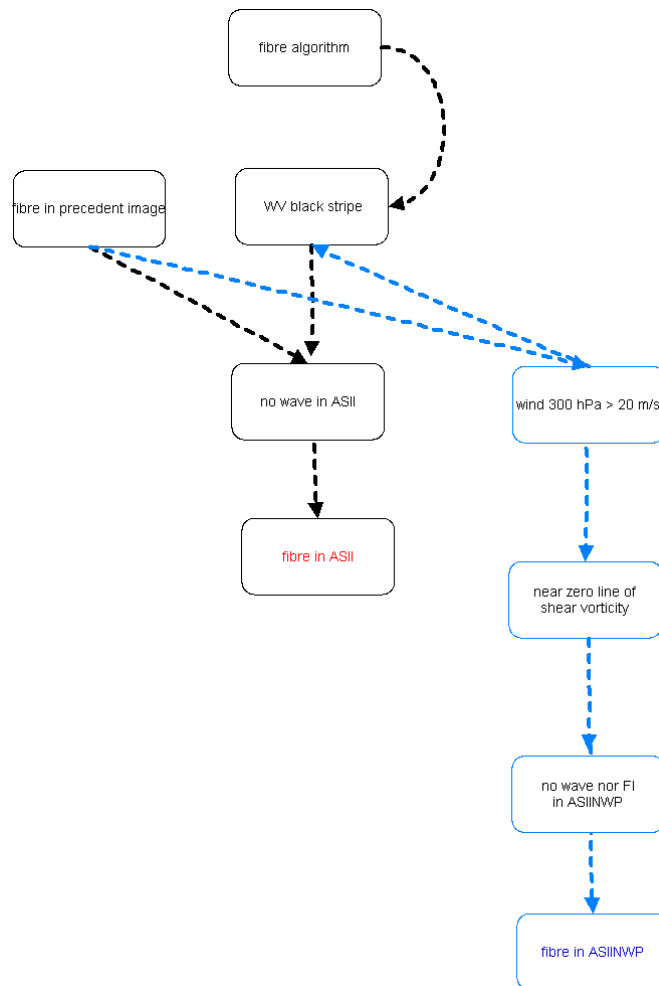 fibre algorithm
fibre in precedent image
WV black stripe
no wave in ASII
wind 300 hPa > 20 m/s
fibre in ASII
near zero line of
shear vorticity
no wave nor FI
in ASIINWP
fibre in ASIINWP